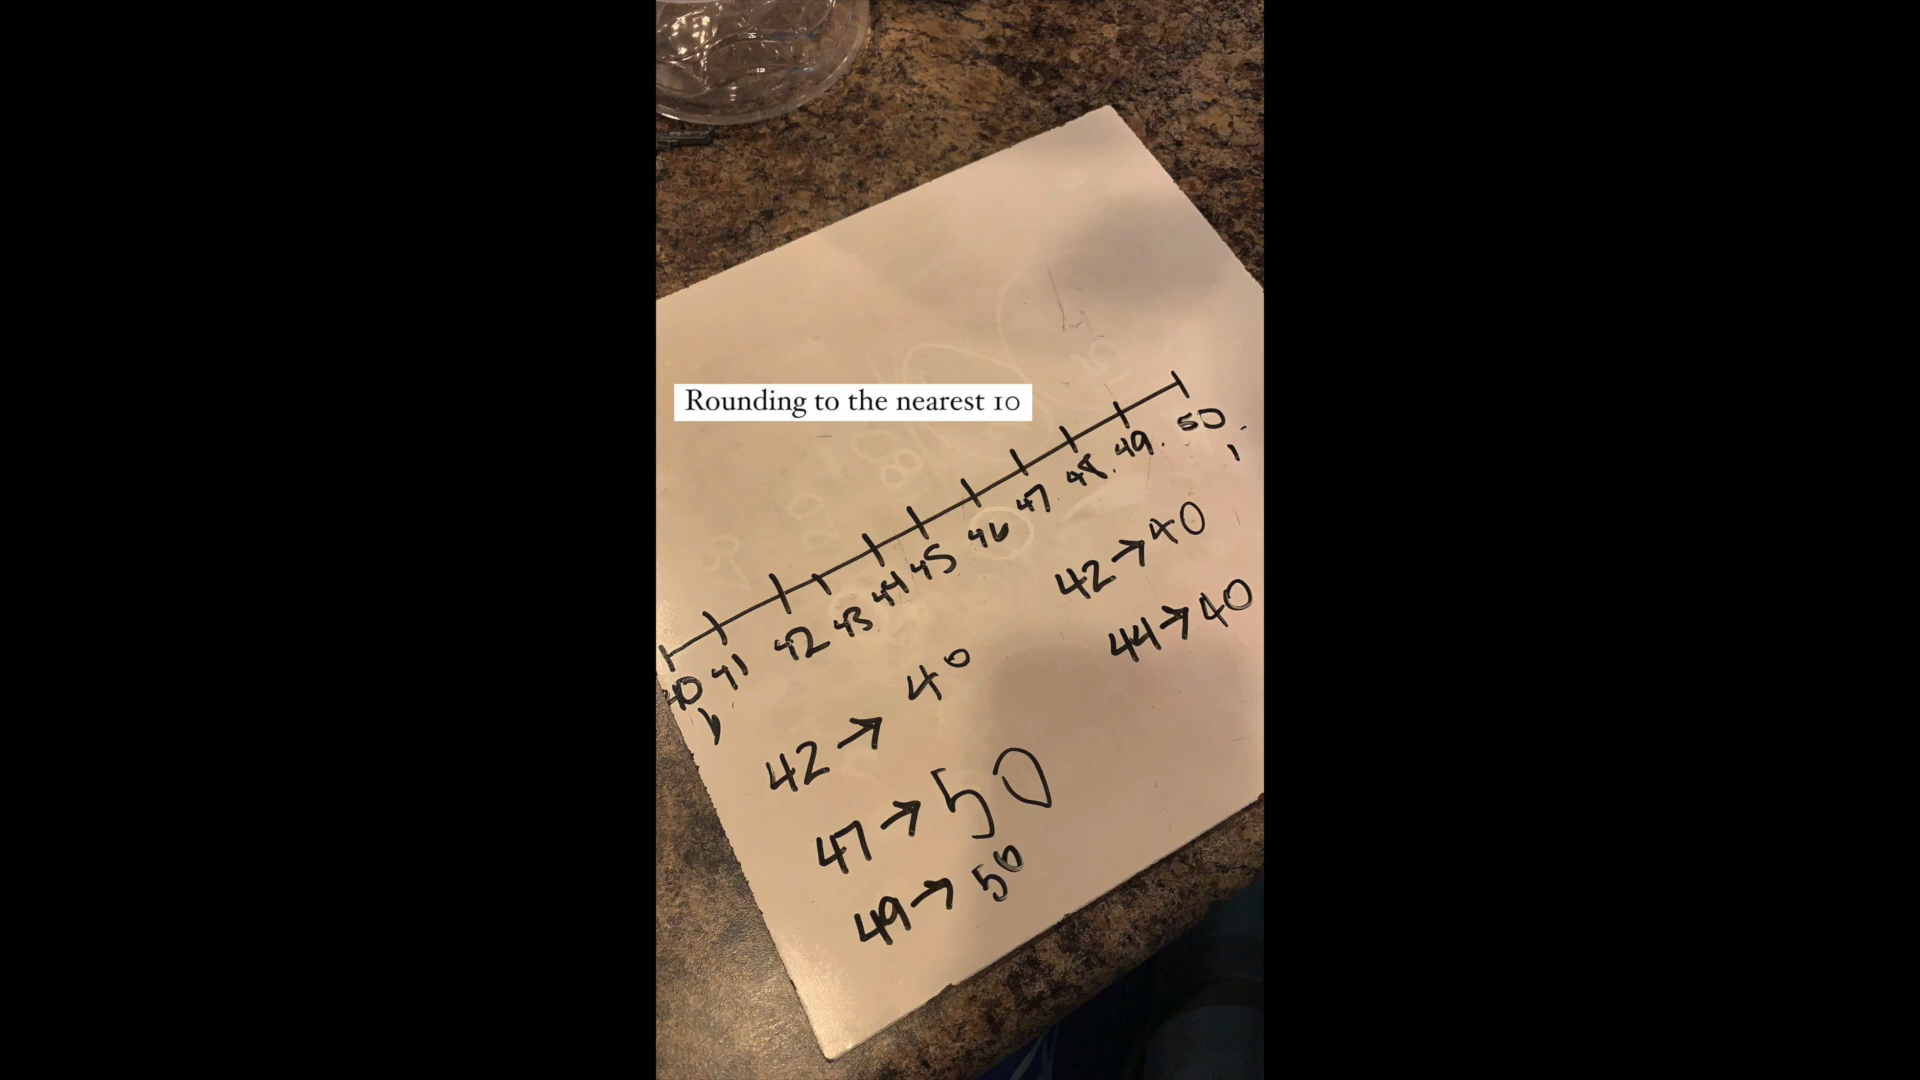 Rounding to the nearest 10
40 41 42 43 44 45 46 47 48 49 50
42 → 40
44 → 40
42 → 40
47 → 50
49 → 50